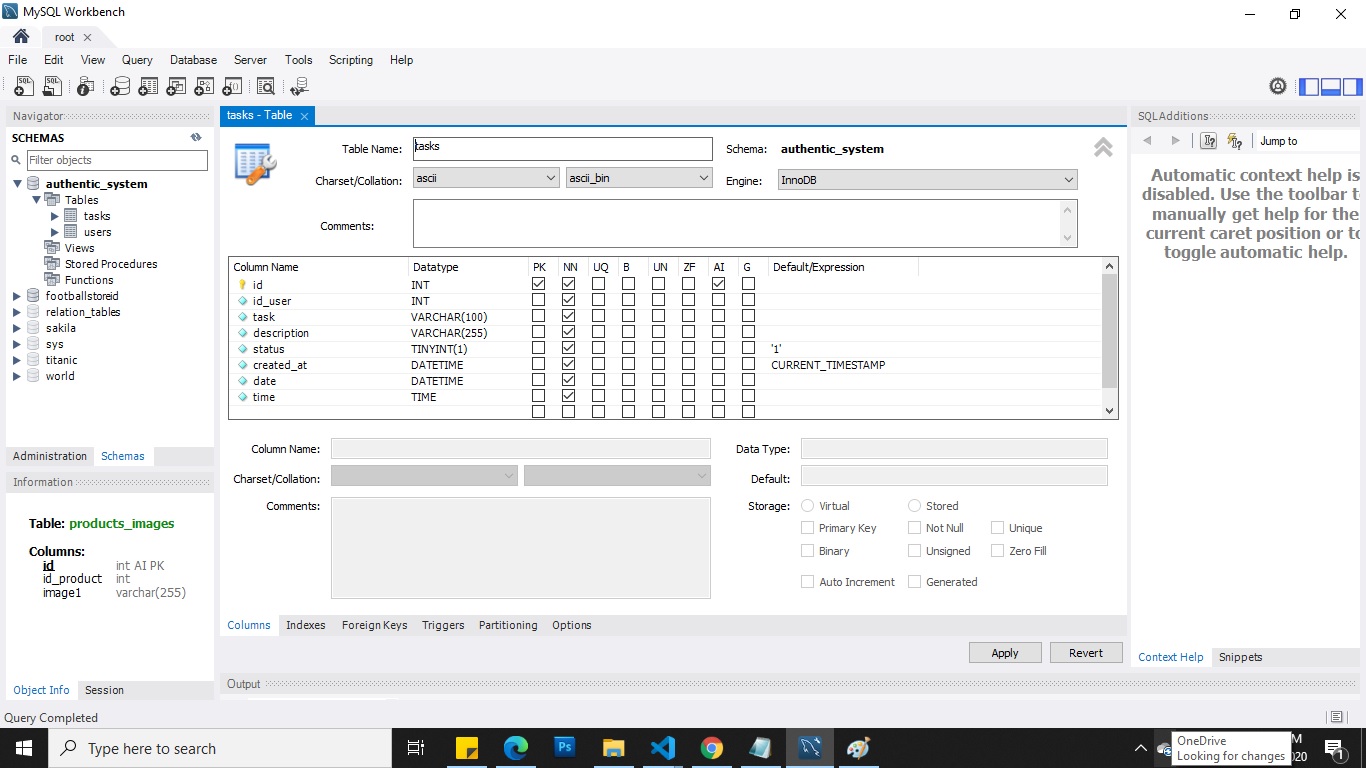 MySQL Workbench
root
File Edit View Query Database Server Tools Scripting Help
Navigator
SCHEMAS
Filter objects
authentic_system
Tables
tasks
users
Views
Stored Procedures
Functions
footballstoreid
relation_tables
sakila
sys
titanic
world
Administration Schemas
Information
Table: products_images
Columns:
id int AI PK
id_product int
image1 varchar(255)
Object Info Session
tasks - Table
Table Name: tasks Schema: authentic_system
Charset/Collation: ascii ascii_bin Engine: InnoDB
Comments:
Column Name Datatype PK NN UQ B UN ZF AI G Default/Expression
id INT
id_user INT
task VARCHAR(100)
description VARCHAR(255)
status TINYINT(1) '1'
created_at DATETIME CURRENT_TIMESTAMP
date DATETIME
time TIME
Column Name: Data Type:
Charset/Collation: Default:
Comments: Storage: Virtual Stored
Primary Key Not Null Unique
Binary Unsigned Zero Fill
Auto Increment Generated
Columns Indexes Foreign Keys Triggers Partitioning Options
Apply Revert
Output
SQLAdditions
Jump to
Automatic context help is
disabled. Use the toolbar t
manually get help for the
current caret position or to
toggle automatic help.
Context Help Snippets
Query Completed
Type here to search
Ps
OneDrive
Looking for changes
M
020
1